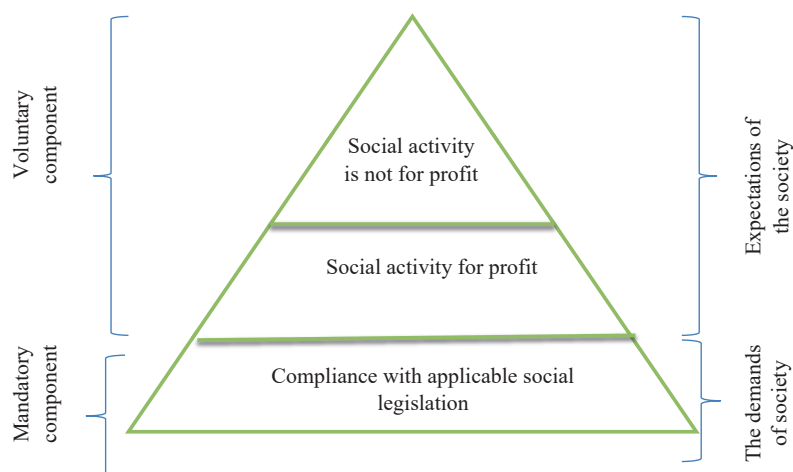 Voluntary
component
Social activity
is not for profit
Expectations of
the society
Social activity for profit
Mandatory
component
Compliance with applicable social
legislation
The demands
of society